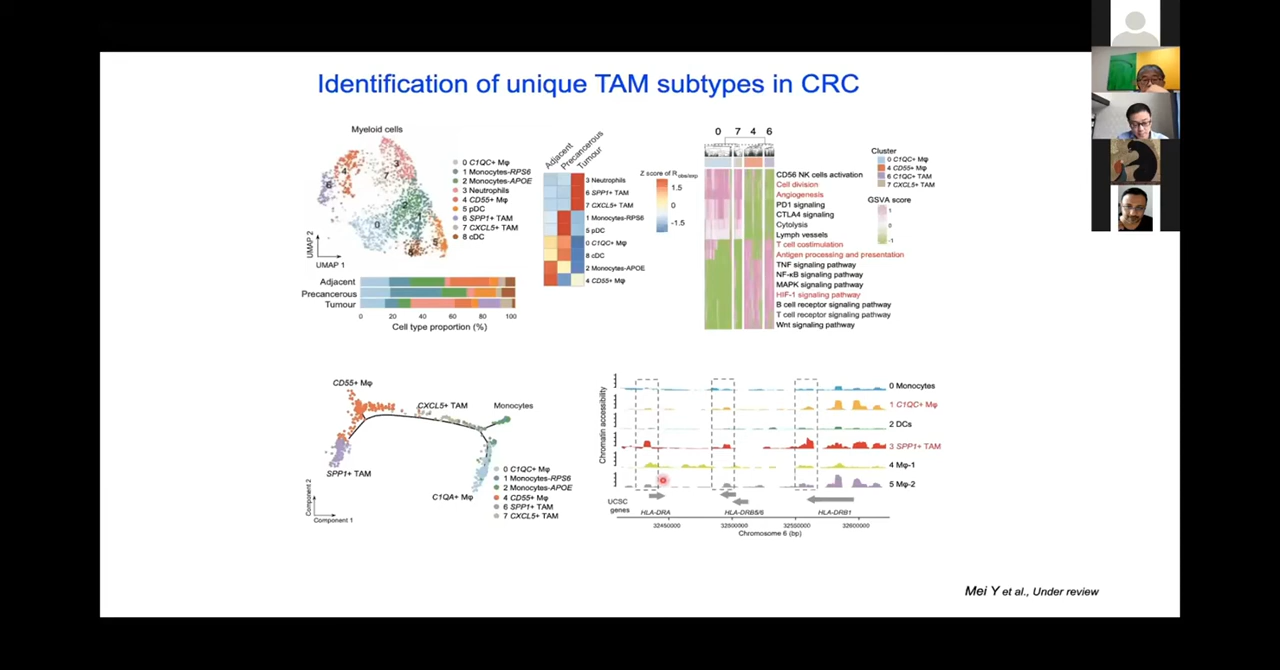 Identification of unique TAM subtypes in CRC
Myeloid cells
3
7
4
6
2
1
0
5
8
UMAP 2
UMAP 1
0 C1QC+ Mφ
1 Monocytes-RPS6
2 Monocytes-APOE
3 Neutrophils
4 CD55+ Mφ
5 pDC
6 SPP1+ TAM
7 CXCL5+ TAM
8 cDC
Adjacent
Precancerous
Tumour
0 20 40 60 80 100
Cell type proportion (%)
Adjacent
Precancerous
Tumour
3 Neutrophils
6 SPP1+ TAM
7 CXCL5+ TAM
1 Monocytes-RPS6
5 pDC
0 C1QC+ Mφ
8 cDC
2 Monocytes-APOE
4 CD55+ Mφ
Z score of Robs/exp
1.5
0
-1.5
0 7 4 6
CD56 NK cells activation
Cell division
Angiogenesis
PD1 signaling
CTLA4 signaling
Cytolysis
Lymph vessels
T cell costimulation
Antigen processing and presentation
TNF signaling pathway
NF-κB signaling pathway
MAPK signaling pathway
HIF-1 signaling pathway
B cell receptor signaling pathway
T cell receptor signaling pathway
Wnt signaling pathway
Cluster
0 C1QC+ Mφ
4 CD55+ Mφ
6 C1QC+ TAM
7 CXCL5+ TAM
GSVA score
1
0
-1
CD55+ Mφ
CXCL5+ TAM
Monocytes
SPP1+ TAM
C1QA+ Mφ
Component 2
Component 1
0 C1QC+ Mφ
1 Monocytes-RPS6
2 Monocytes-APOE
4 CD55+ Mφ
6 SPP1+ TAM
7 CXCL5+ TAM
Chromatin accessibility
0 Monocytes
1 C1QC+ Mφ
2 DCs
3 SPP1+ TAM
4 Mφ-1
5 Mφ-2
UCSC
genes
HLA-DRA
HLA-DRB5/6
HLA-DRB1
32450000 32500000 32550000 32600000
Chromosome 6 (bp)
Mei Y et al., Under review